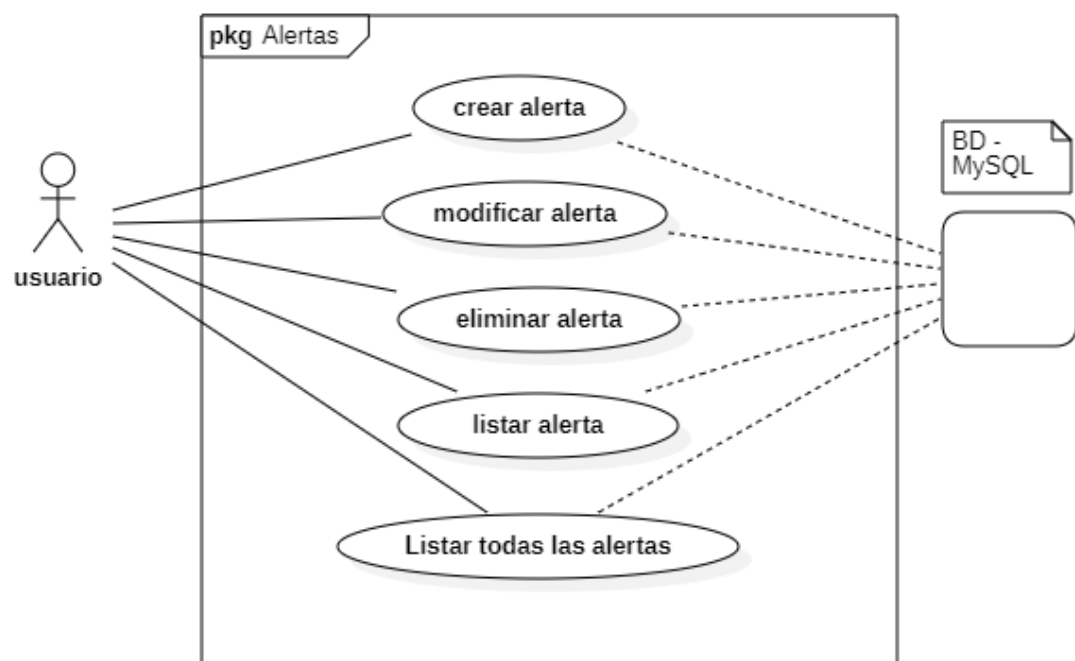 pkg Alertas
crear alerta
BD -
MySQL
modificar alerta
usuario
eliminar alerta
listar alerta
Listar todas las alertas